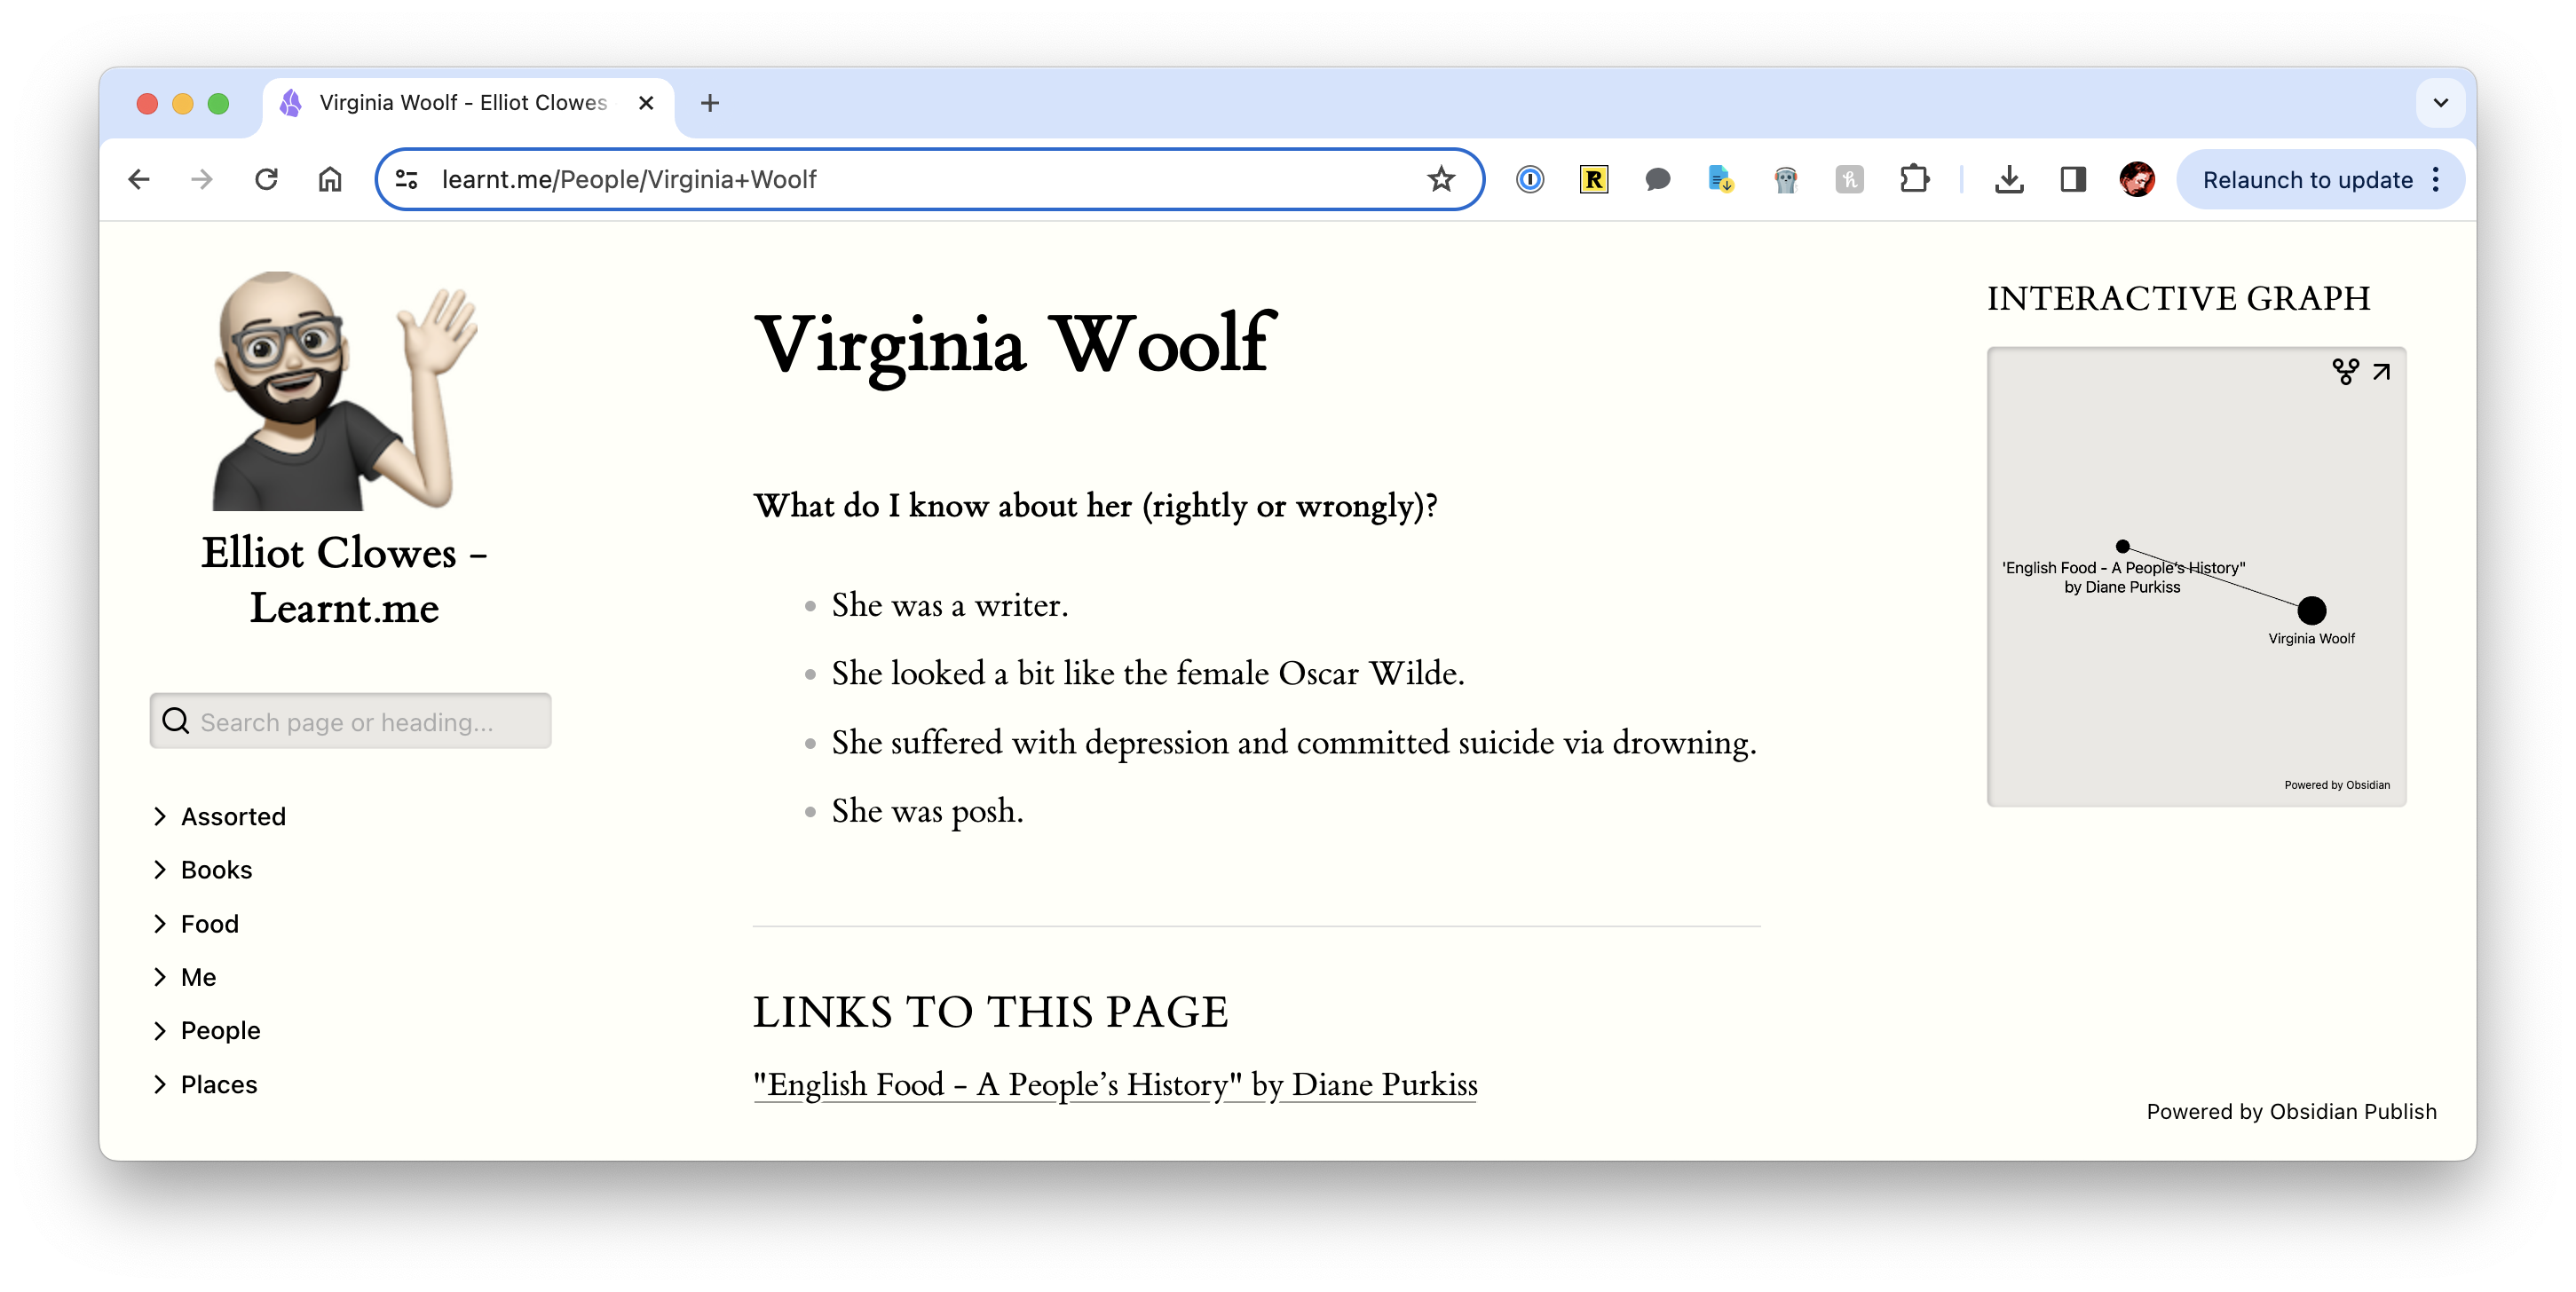 Virginia Woolf - Elliot Clowes
learnt.me/People/Virginia+Woolf
Relaunch to update
Elliot Clowes -
Learnt.me
Search page or heading...
Assorted
Books
Food
Me
People
Places
Virginia Woolf
What do I know about her (rightly or wrongly)?
She was a writer.
She looked a bit like the female Oscar Wilde.
She suffered with depression and committed suicide via drowning.
She was posh.
LINKS TO THIS PAGE
"English Food - A People’s History" by Diane Purkiss
INTERACTIVE GRAPH
'English Food - A People’s History"
by Diane Purkiss
Virginia Woolf
Powered by Obsidian
Powered by Obsidian Publish